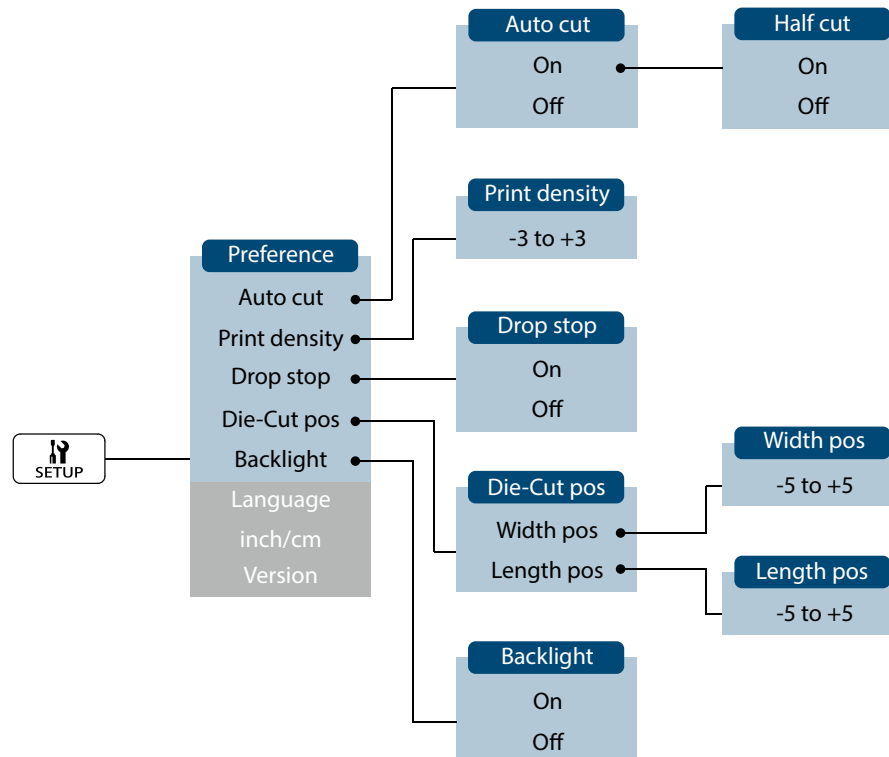 SETUP
Preference
Auto cut
Print density
Drop stop
Die-Cut pos
Backlight
Language
inch/cm
Version
Auto cut
On
Off
Half cut
On
Off
Print density
-3 to +3
Drop stop
On
Off
Die-Cut pos
Width pos
Length pos
Width pos
-5 to +5
Length pos
-5 to +5
Backlight
On
Off